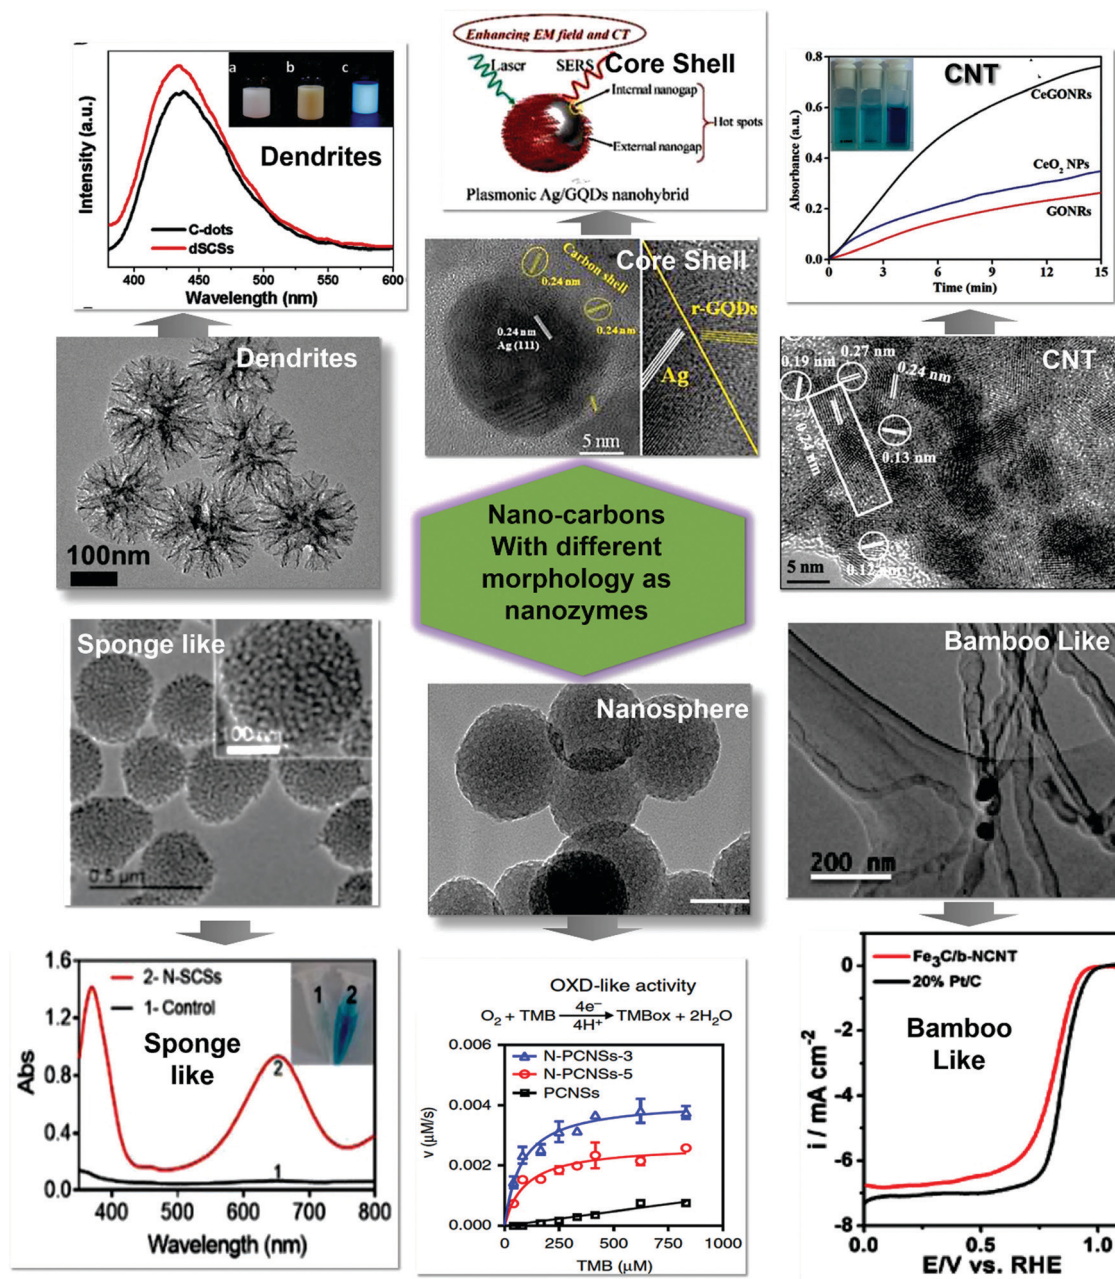 Intensity (a.u.)
a
b
c
Dendrites
C-dots
dSCSs
400
450
500
550
600
Wavelength (nm)
Enhancing EM field and CT
Laser
SERS
Core Shell
Internal nanogap
Hot spots
External nanogap
Plasmonic Ag/GQDs nanohybrid
Absorbance (a.u.)
0.8
0.6
0.4
0.2
0.0
CNT
CeGONRs
CeO2 NPs
GONRs
0
3
6
9
12
15
Time (min)
Dendrites
100nm
Carbon shell
Core Shell
0.24 nm
0.24 nm
0.24 nm
Ag (111)
r-GQDs
Ag
5 nm
0.19 nm
0.27 nm
CNT
0.24 nm
0.24 nm
0.13 nm
0.12 nm
5 nm
Nano-carbons
With different
morphology as
nanozymes
Sponge like
100 nm
0.5 µm
Nanosphere
Bamboo Like
200 nm
Abs
1.6
1.2
0.8
0.4
0.0
2- N-SCSs
1- Control
1
2
Sponge
like
2
1
400
500
600
700
800
Wavelength (nm)
OXD-like activity
O2 + TMB 4e− 4H+ TMBox + 2H2O
v (µM/s)
0.006
0.004
0.002
0.000
N-PCNSs-3
N-PCNSs-5
PCNSs
0
250
500
750
1000
TMB (µM)
Fe3C/b-NCNT
20% Pt/C
Bamboo
Like
0
-2
-4
-6
-8
i / mA cm-2
0.0
0.5
1.0
E/V vs. RHE